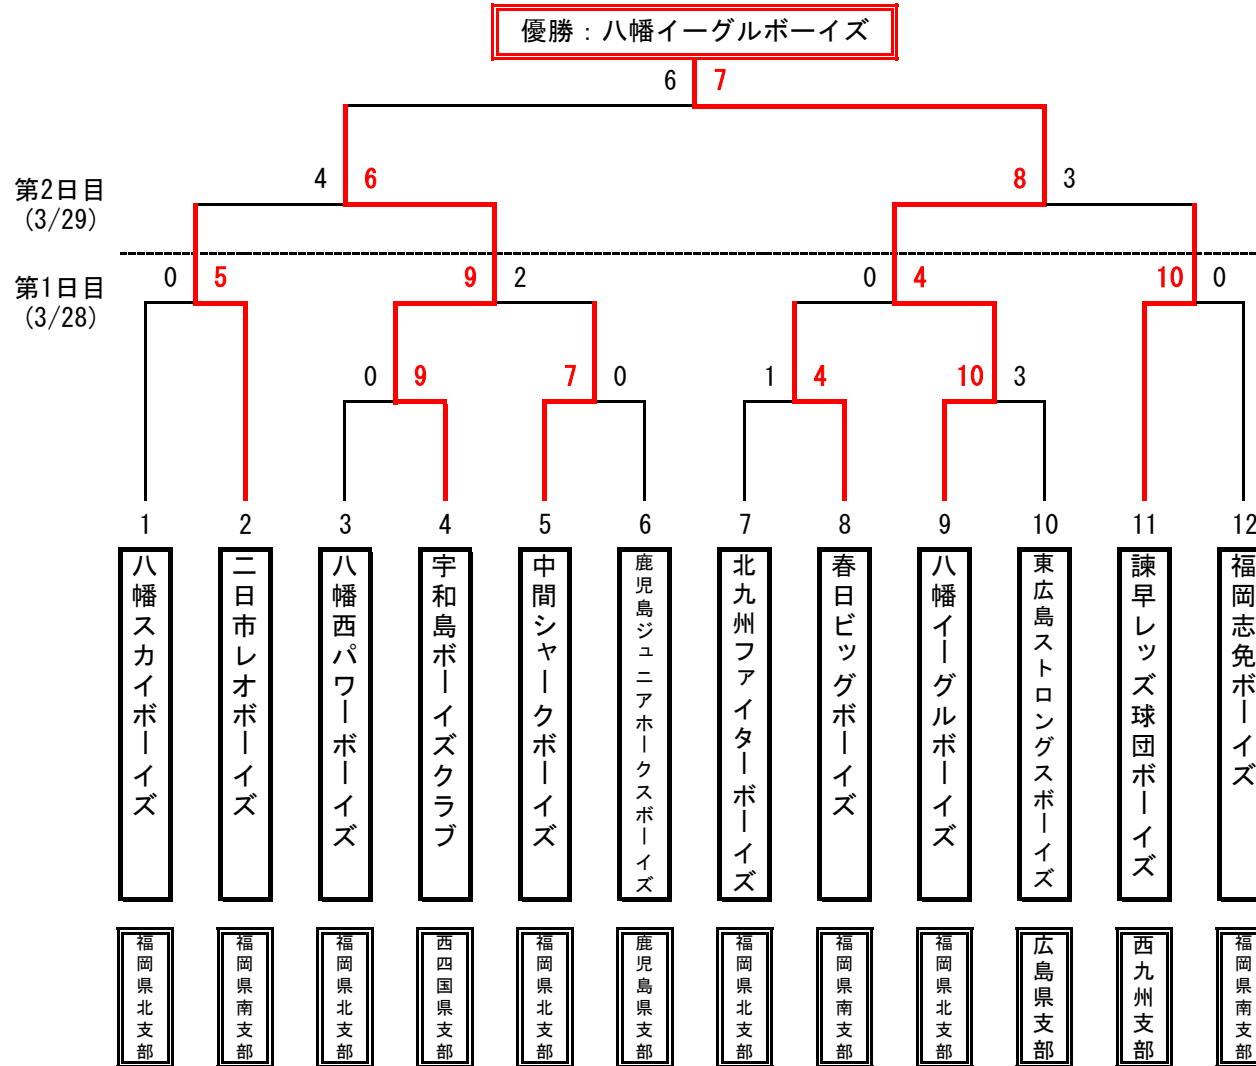 優勝：八幡イーグルボーイズ
6 7
第2日目
(3/29)
4 6 8 3
第1日目
(3/28)
0 5 9 2 0 4 10 0
0 9 7 0 1 4 10 3
1 2 3 4 5 6 7 8 9 10 11 12
八幡スカイボーイズ
二日市レオボーイズ
八幡西パワーボーイズ
宇和島ボーイズクラブ
中間シャークボーイズ
鹿児島ジュニアホークスボーイズ
北九州ファイターボーイズ
春日ビッグボーイズ
八幡イーグルボーイズ
東広島ストロングスボーイズ
諫早レッズ球団ボーイズ
福岡志免ボーイズ
福岡県北支部
福岡県南支部
福岡県北支部
西四国県支部
福岡県北支部
鹿児島県支部
福岡県北支部
福岡県南支部
福岡県北支部
広島県支部
西九州支部
福岡県南支部